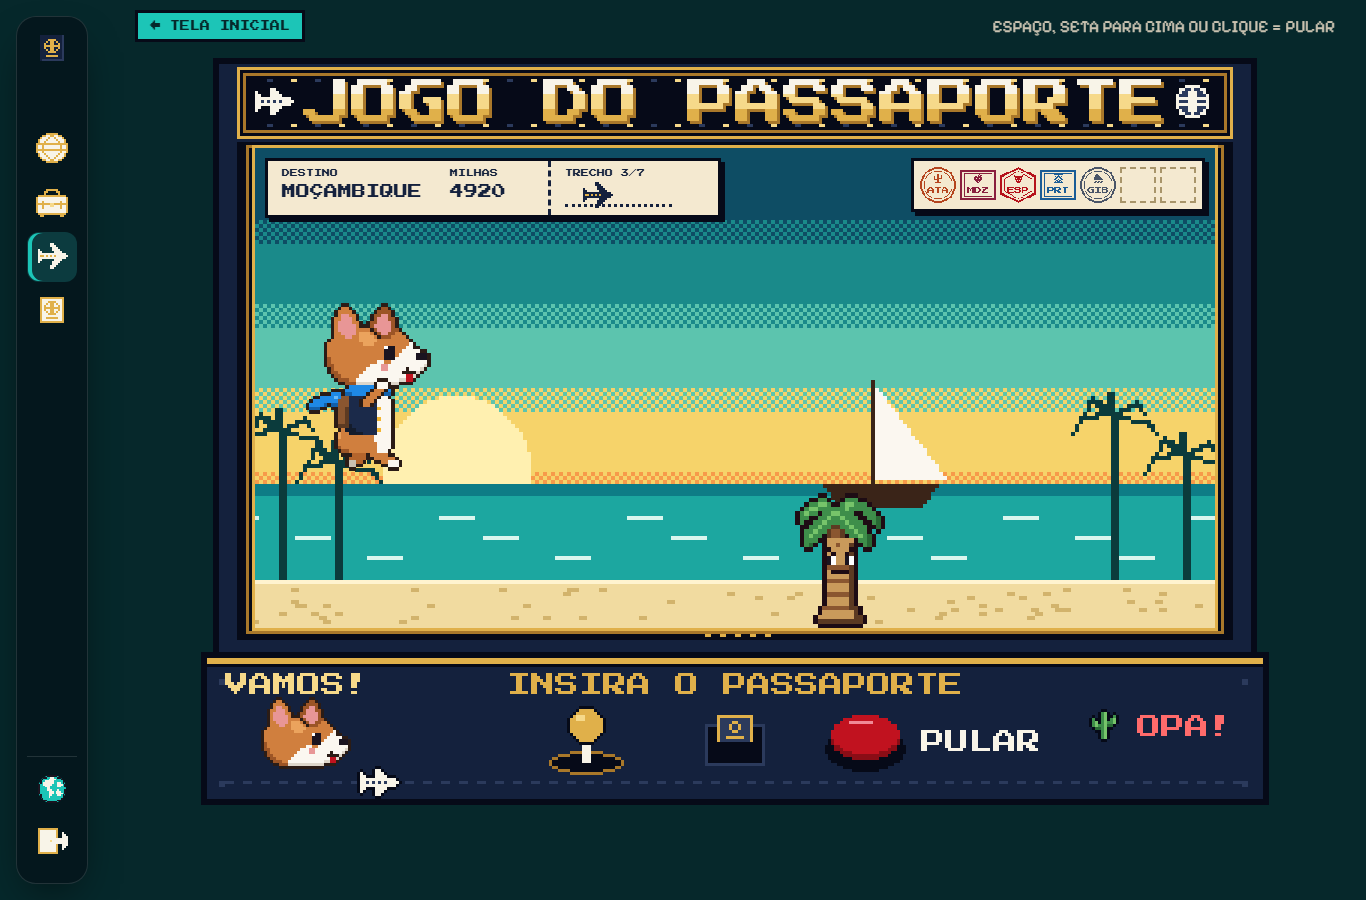 TELA INICIAL
ESPAÇO, SETA PARA CIMA OU CLIQUE = PULAR
JOGO DO PASSAPORTE
DESTINO MILHAS TRECHO 3/7
MOÇAMBIQUE 4920
ATA MDZ ESP PRT GIB
VAMOS! INSIRA O PASSAPORTE
PULAR OPA!